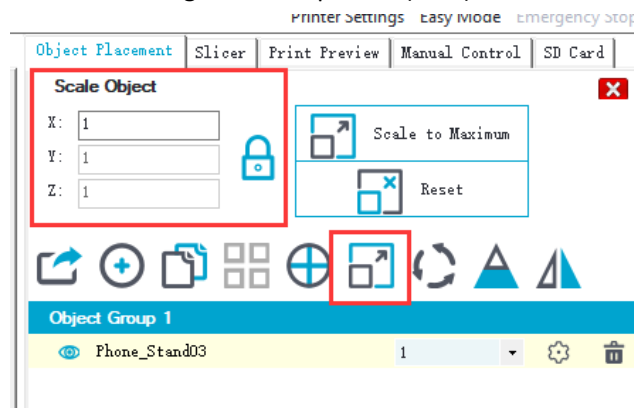 Printer Settings Easy Mode Emergency Stop
Object Placement Slicer Print Preview Manual Control SD Card
Scale Object
X: 1
Y: 1
Z: 1
Scale to Maximum
Reset
Object Group 1
Phone_Stand03 1